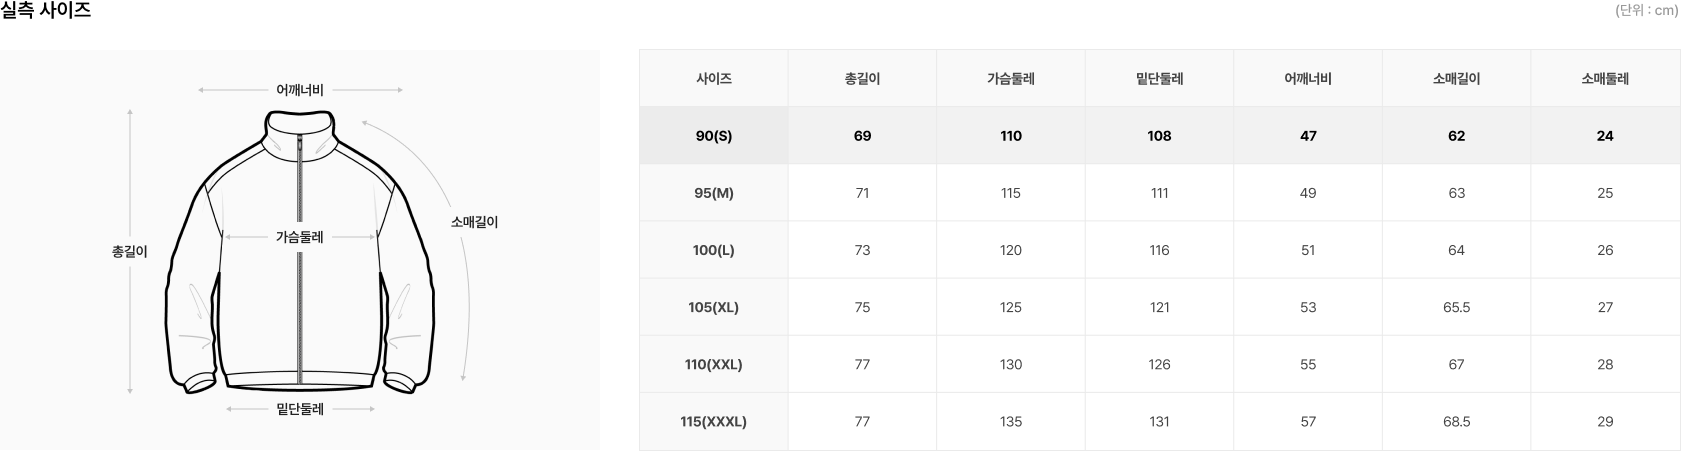 실측 사이즈
(단위 : cm)
어깨너비
소매길이
가슴둘레
총길이
밑단둘레
사이즈 총길이 가슴둘레 밑단둘레 어깨너비 소매길이 소매둘레
90(S) 69 110 108 47 62 24
95(M) 71 115 111 49 63 25
100(L) 73 120 116 51 64 26
105(XL) 75 125 121 53 65.5 27
110(XXL) 77 130 126 55 67 28
115(XXXL) 77 135 131 57 68.5 29